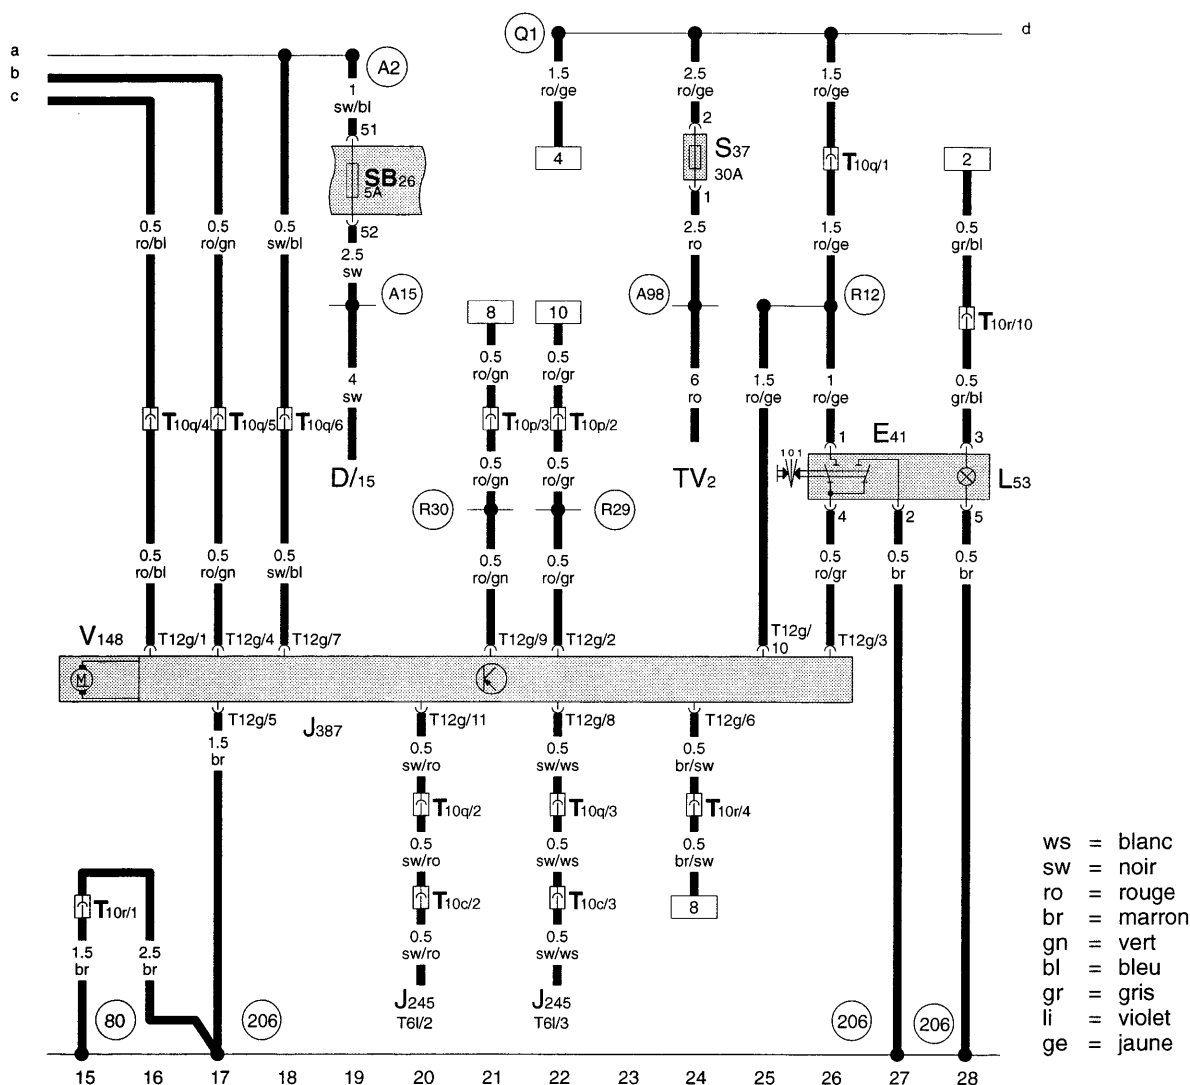 Q1 d
a A2
b
c
1.5 ro/ge
2.5 ro/ge
1.5 ro/ge
1 sw/bl
51
2
4
S37
30A
T10q/1
2
SB26
5A
1
52
0.5 ro/bl
0.5 ro/gn
0.5 sw/bl
2.5 sw
2.5 ro
1.5 ro/ge
0.5 gr/bl
A15
A98
R12
8
10
T10r/10
0.5 ro/gn
0.5 ro/gr
4 sw
6 ro
1.5 ro/ge
1 ro/ge
0.5 gr/bl
T10q/4
T10q/5
T10q/6
T10p/3
T10p/2
1
E41
3
1 0 1
D/15
0.5 ro/gn
0.5 ro/gr
TV2
L53
R30
R29
4
2
5
0.5 ro/bl
0.5 ro/gn
0.5 sw/bl
0.5 ro/gn
0.5 ro/gr
0.5 ro/gr
0.5 br
0.5 br
V148
T12g/1
T12g/4
T12g/7
T12g/9
T12g/2
T12g/10
T12g/3
M
T12g/5
J387
T12g/11
T12g/8
T12g/6
1.5 br
0.5 sw/ro
0.5 sw/ws
0.5 br/sw
T10q/2
T10q/3
T10r/4
0.5 sw/ro
0.5 sw/ws
0.5 br/sw
T10r/1
T10c/2
T10c/3
8
1.5 br
2.5 br
0.5 sw/ro
0.5 sw/ws
J245
T6l/2
J245
T6l/3
80
206
206
206
15 16 17 18 19 20 21 22 23 24 25 26 27 28
ws = blanc
sw = noir
ro = rouge
br = marron
gn = vert
bl = bleu
gr = gris
li = violet
ge = jaune